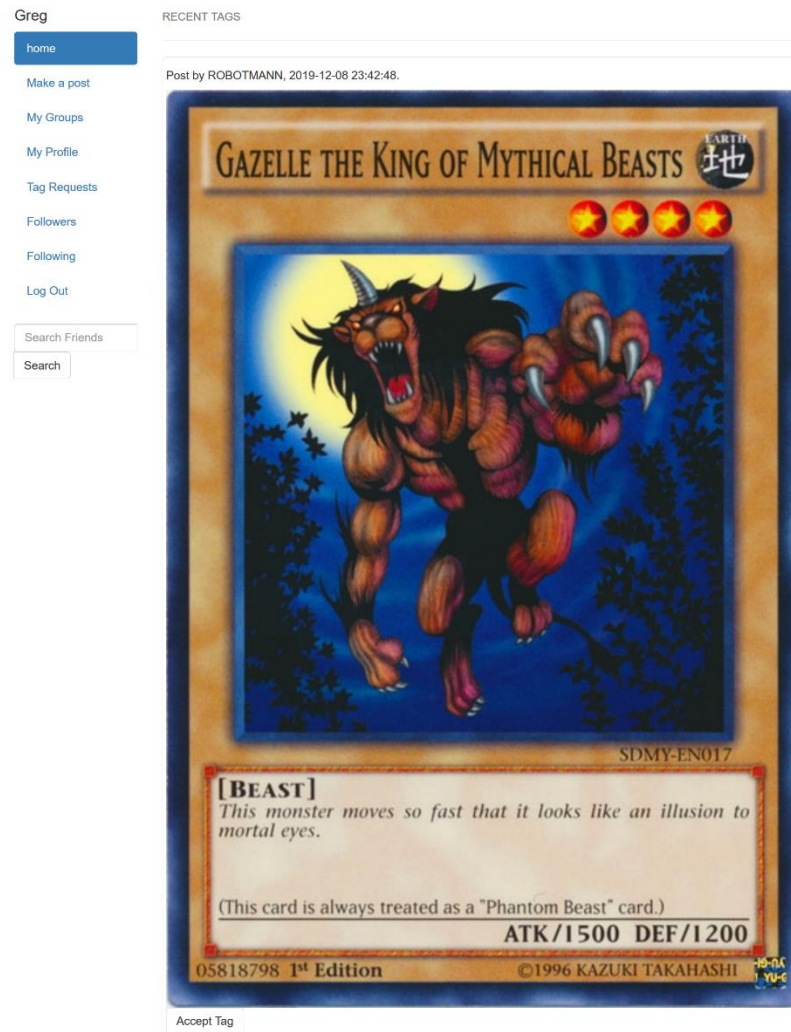 Greg
home
Make a post
My Groups
My Profile
Tag Requests
Followers
Following
Log Out
Search Friends
Search
RECENT TAGS
Post by ROBOTMANN, 2019-12-08 23:42:48.
GAZELLE THE KING OF MYTHICAL BEASTS
EARTH
地
SDMY-EN017
[BEAST]
This monster moves so fast that it looks like an illusion to
mortal eyes.
(This card is always treated as a "Phantom Beast" card.)
ATK/1500 DEF/1200
05818798 1st Edition
©1996 KAZUKI TAKAHASHI
Accept Tag